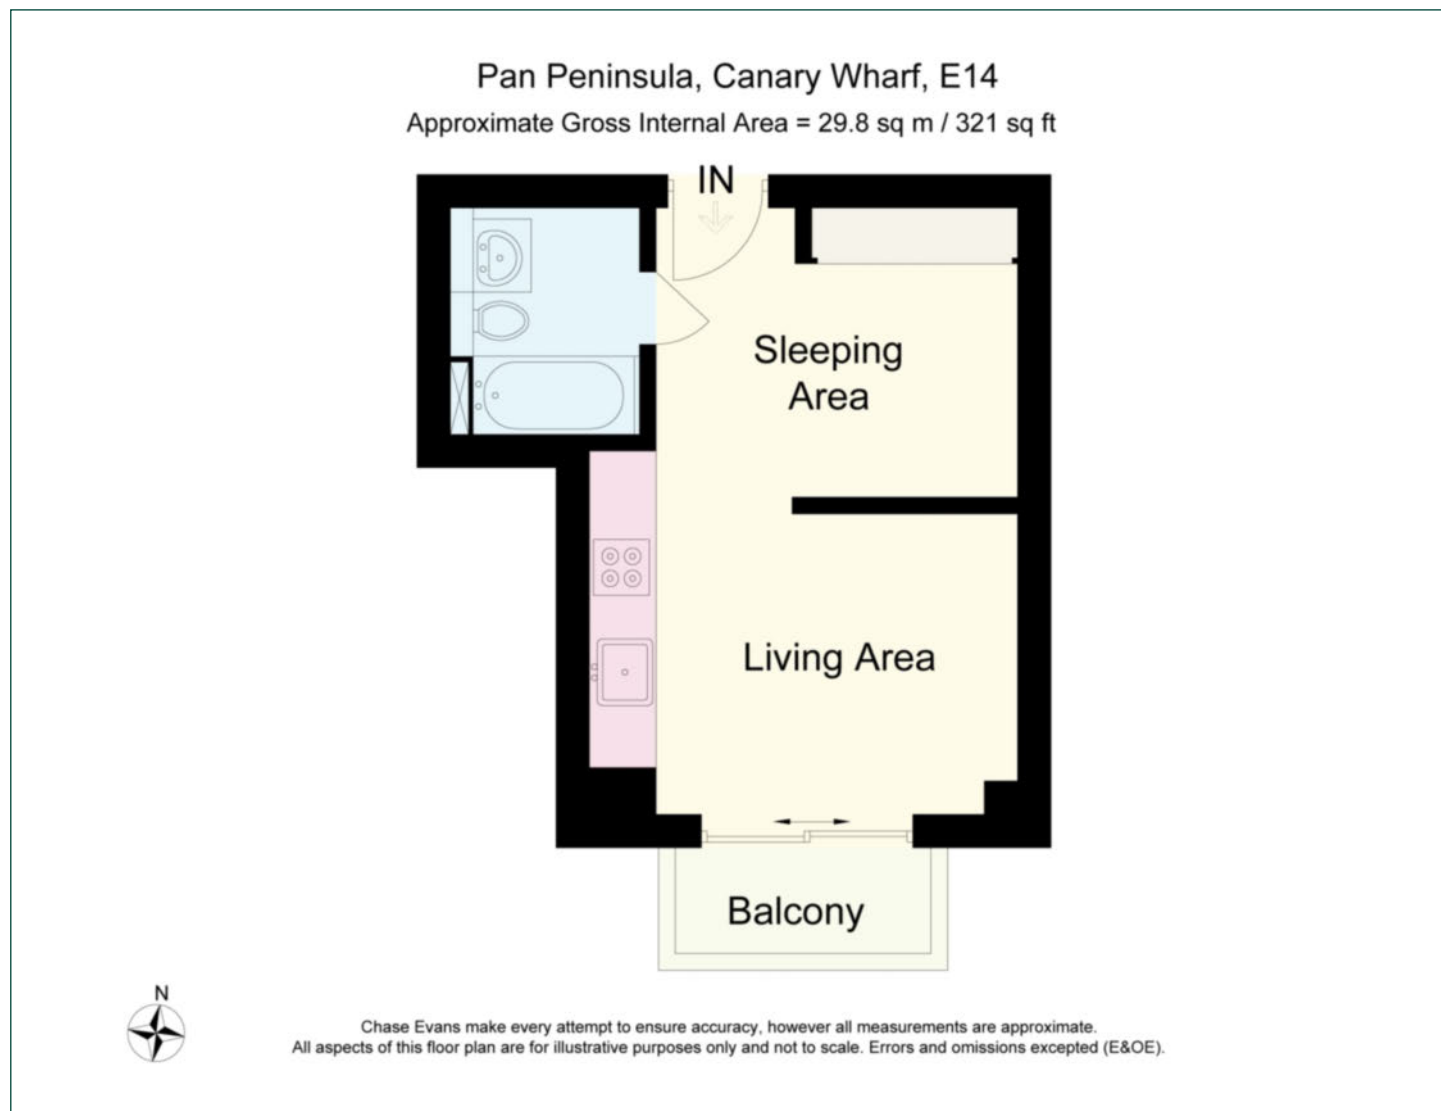 Pan Peninsula, Canary Wharf, E14
Approximate Gross Internal Area = 29.8 sq m / 321 sq ft
IN
Sleeping
Area
Living Area
Balcony
N
Chase Evans make every attempt to ensure accuracy, however all measurements are approximate.
All aspects of this floor plan are for illustrative purposes only and not to scale. Errors and omissions excepted (E&OE).